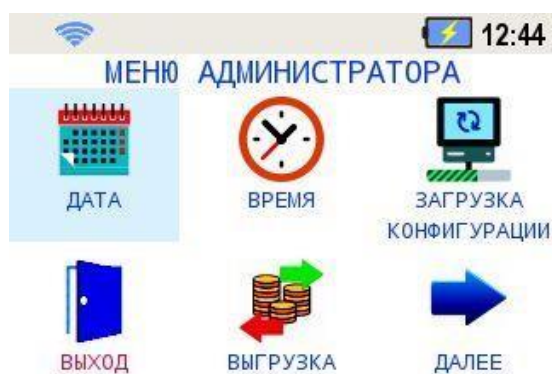 12:44
МЕНЮ АДМИНИСТРАТОРА
ДАТА
ВРЕМЯ
ЗАГРУЗКА
КОНФИГУРАЦИИ
ВЫХОД
ВЫГРУЗКА
ДАЛЕЕ